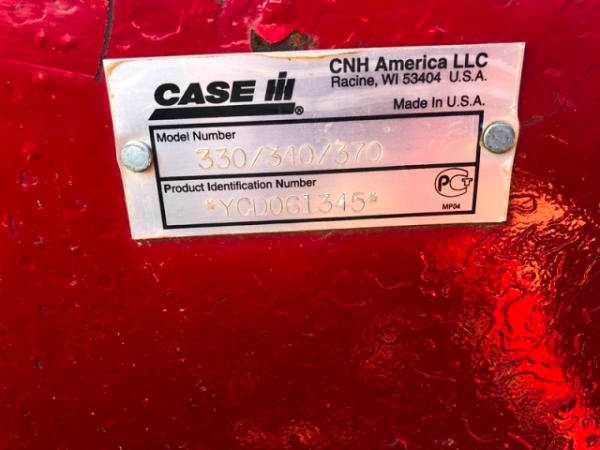 CASE IH®
CNH America LLC
Racine, WI 53404 U.S.A.
Made in U.S.A.
Model Number
330/340/370
Product Identification Number
*YCD061345*
PCT
MP04